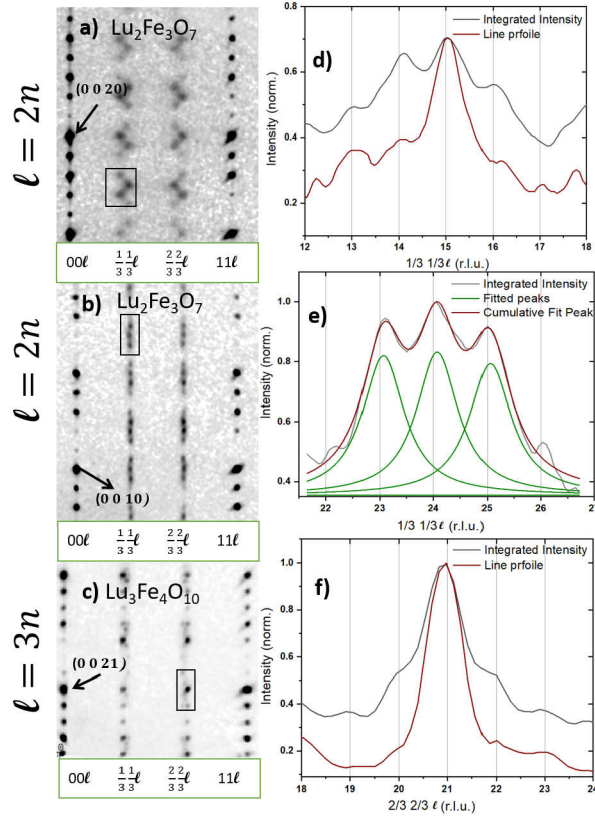 a) Lu₂Fe₃O₇
(0 0 20)
ℓ = 2n
00ℓ 1/3 1/3 ℓ 2/3 2/3 ℓ 11ℓ
b) Lu₂Fe₃O₇
ℓ = 2n
(0 0 10)
00ℓ 1/3 1/3 ℓ 2/3 2/3 ℓ 11ℓ
c) Lu₃Fe₄O₁₀
ℓ = 3n
(0 0 21)
00ℓ 1/3 1/3 ℓ 2/3 2/3 ℓ 11ℓ
d)
Integrated Intensity
Line prfoile
Intensity (norm.)
0.8
0.6
0.4
0.2
12 13 14 15 16 17 18
1/3 1/3ℓ (r.l.u.)
e)
Integrated Intensity
Fitted peaks
Cumulative Fit Peak
Intensity (norm.)
1.0
0.8
0.6
0.4
22 23 24 25 26 27
1/3 1/3ℓ (r.l.u.)
f)
Integrated Intensity
Line prfoile
Intensity (norm.)
1.0
0.8
0.6
0.4
0.2
18 19 20 21 22 23 24
2/3 2/3 ℓ (r.l.u.)